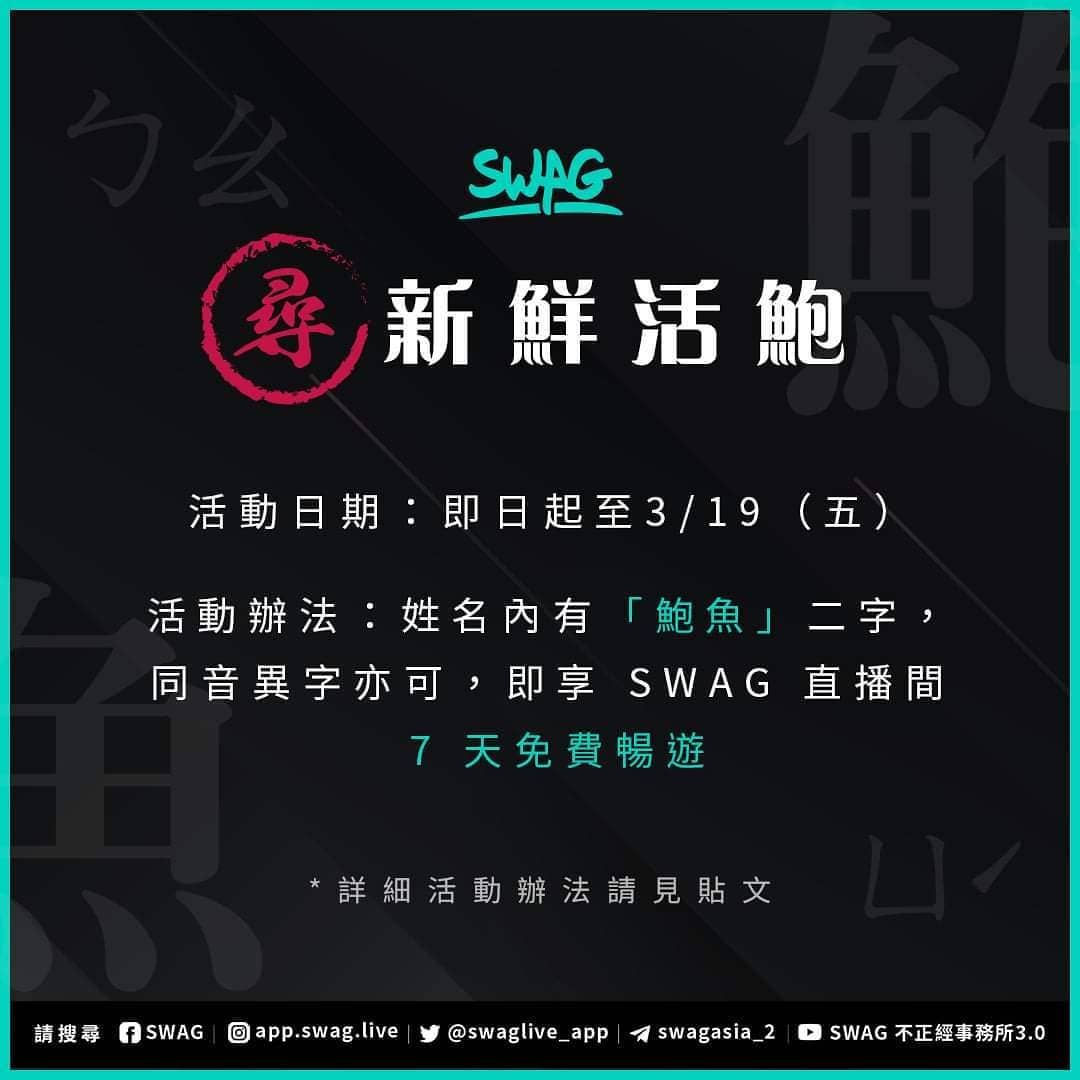 ㄅㄠ
鮑
SWAG
尋 新鮮活鮑
活動日期：即日起至3/19（五）
活動辦法：姓名內有「鮑魚」二字，
同音異字亦可，即享 SWAG 直播間
7 天免費暢遊
魚
ㄩˊ
*詳細活動辦法請見貼文
請搜尋 SWAG | app.swag.live | @swaglive_app | swagasia_2 | SWAG 不正經事務所3.0